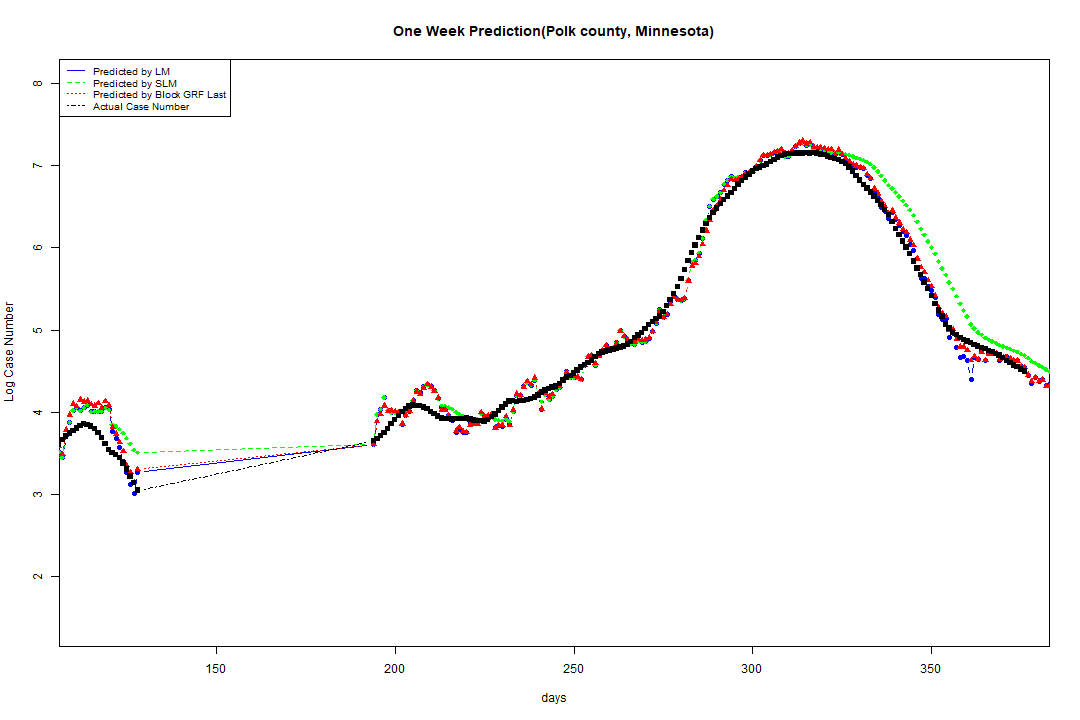 One Week Prediction(Polk county, Minnesota)
Predicted by LM
Predicted by SLM
Predicted by Block GRF Last
Actual Case Number
Log Case Number
8
7
6
5
4
3
2
150 200 250 300 350
days